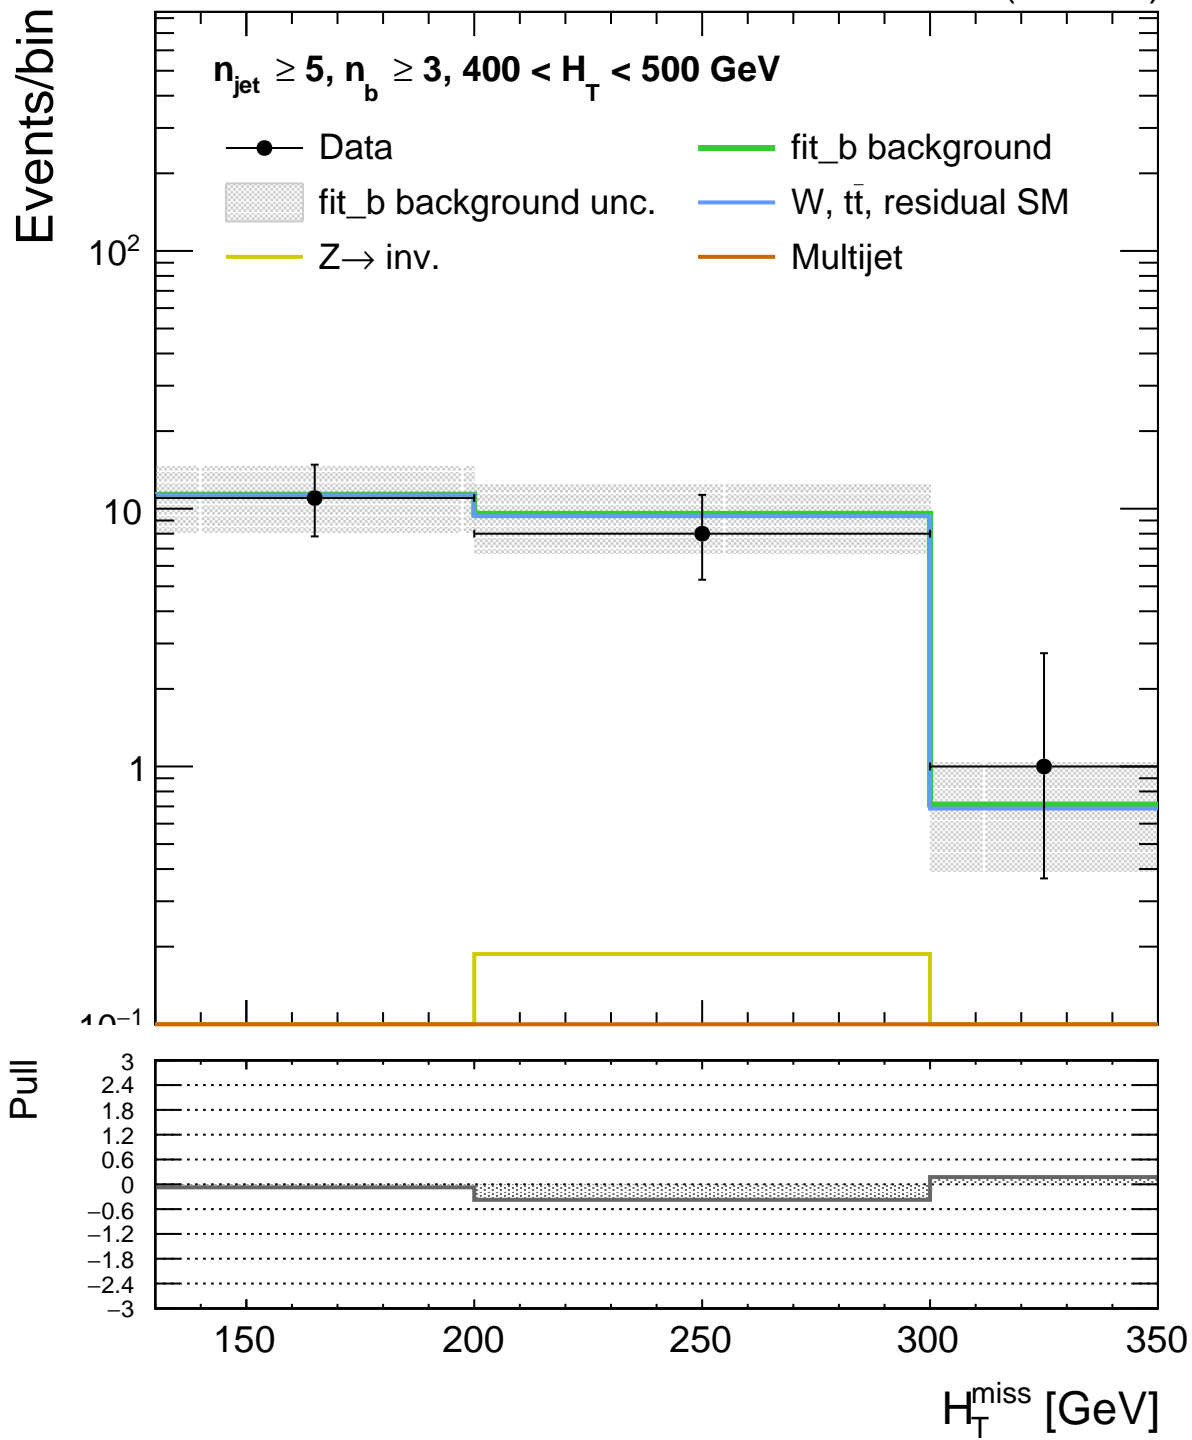 Events/bin
n_jet ≥ 5, n_b ≥ 3, 400 < H_T < 500 GeV
Data
fit_b background
fit_b background unc.
W, tt̄, residual SM
Z→ inv.
Multijet
10²
10
1
10⁻¹
Pull
3
2.4
1.8
1.2
0.6
0
−0.6
−1.2
−1.8
−2.4
−3
150 200 250 300 350
H_T^miss [GeV]